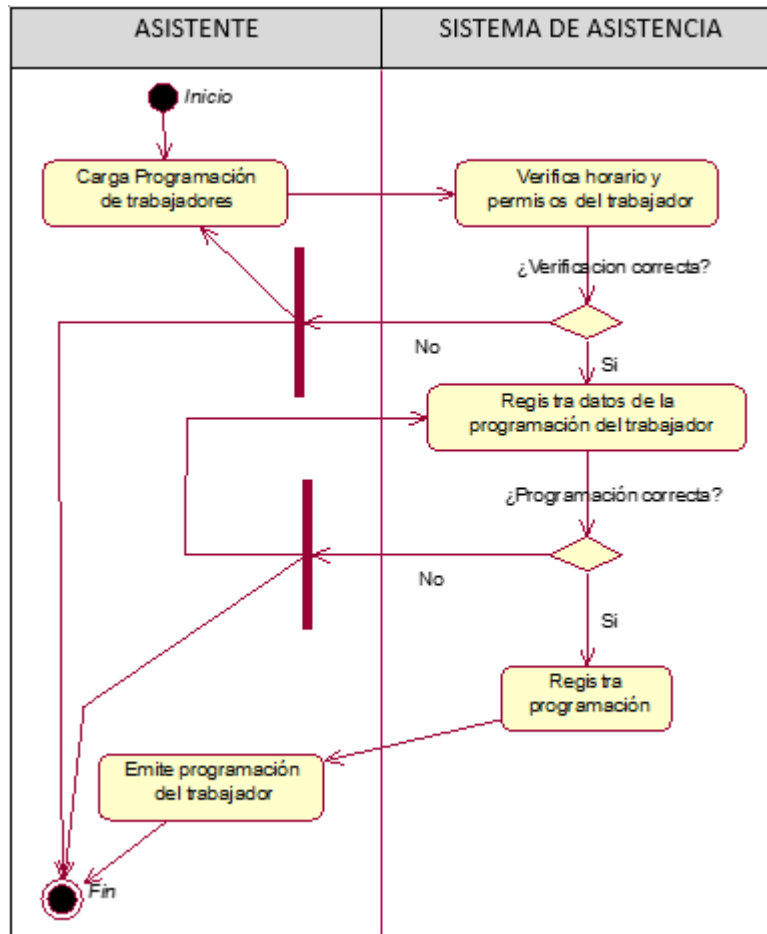 ASISTENTE
SISTEMA DE ASISTENCIA
Inicio
Carga Programación
de trabajadores
Verifica horario y
permisos del trabajador
¿Verificacion correcta?
No
Si
Registra datos de la
programación del trabajador
¿Programación correcta?
No
Si
Registra
programación
Emite programación
del trabajador
Fin